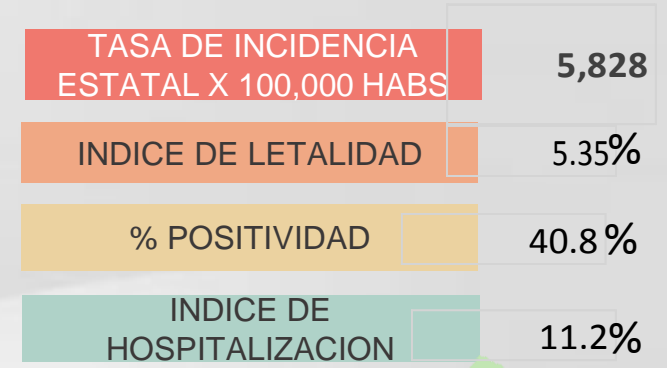 TASA DE INCIDENCIA
ESTATAL X 100,000 HABS
5,828
INDICE DE LETALIDAD
5.35%
% POSITIVIDAD
40.8 %
INDICE DE
HOSPITALIZACION
11.2%